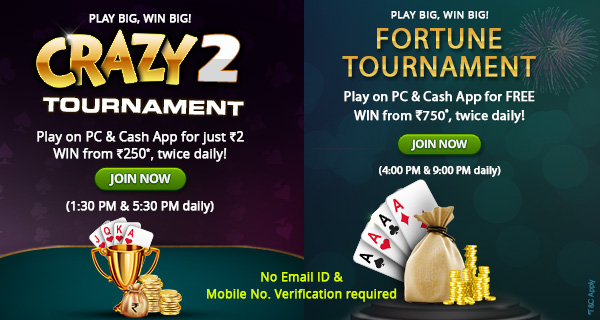 PLAY BIG, WIN BIG!
CRAZY 2
TOURNAMENT
Play on PC & Cash App for just ₹2
WIN from ₹250*, twice daily!
JOIN NOW
(1:30 PM & 5:30 PM daily)
J Q K A
₹
PLAY BIG, WIN BIG!
FORTUNE
TOURNAMENT
Play on PC & Cash App for FREE
WIN from ₹750*, twice daily!
JOIN NOW
(4:00 PM & 9:00 PM daily)
A A A A
No Email ID &
Mobile No. Verification required
*T&C Apply